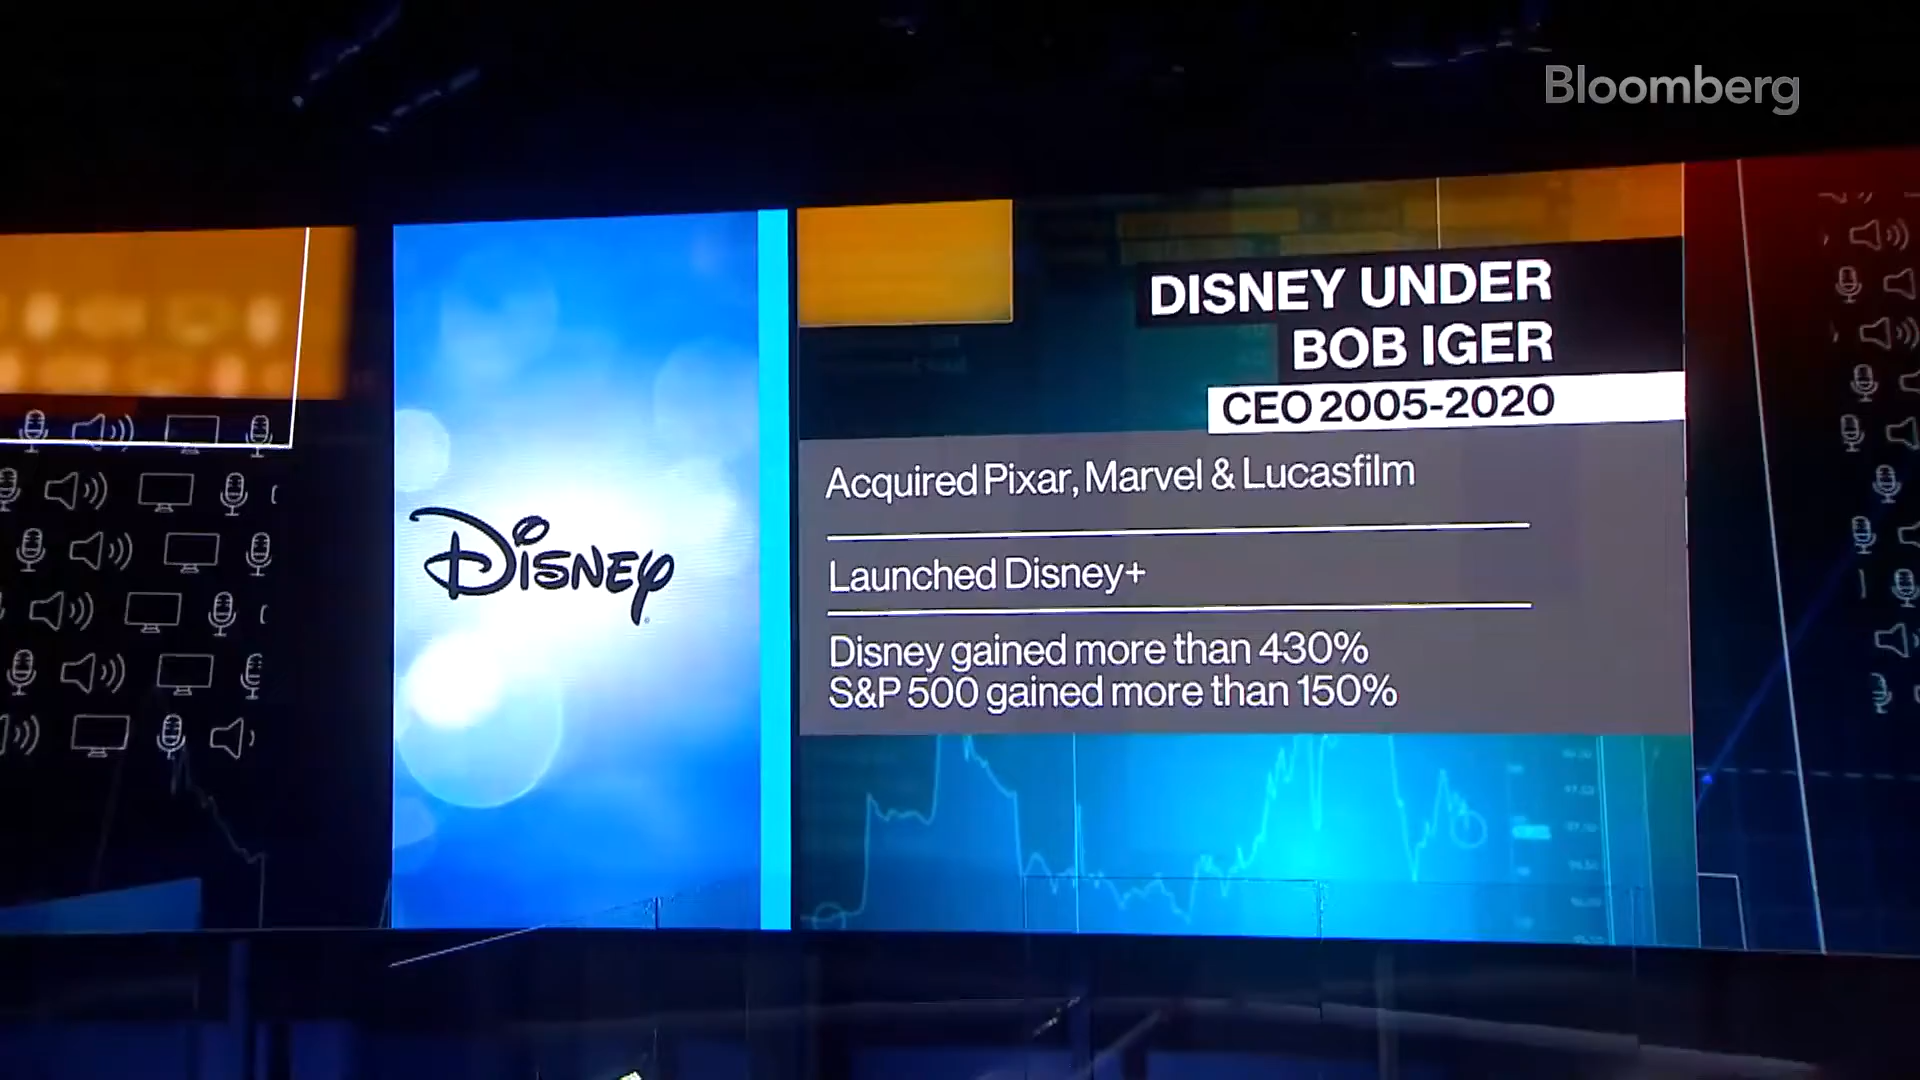 Bloomberg
DISNEY UNDER
BOB IGER
CEO 2005-2020
Disney
Acquired Pixar, Marvel & Lucasfilm
Launched Disney+
Disney gained more than 430%
S&P 500 gained more than 150%